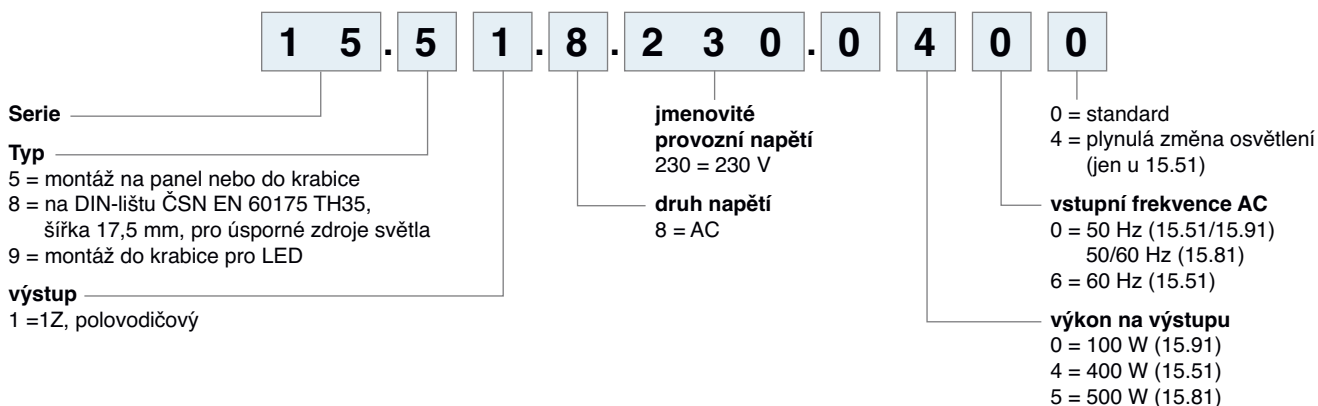 1 5 . 5 1 . 8 . 2 3 0 . 0 4 0 0
Serie
Typ
5 = montáž na panel nebo do krabice
8 = na DIN-lištu ČSN EN 60175 TH35,
šířka 17,5 mm, pro úsporné zdroje světla
9 = montáž do krabice pro LED
výstup
1 =1Z, polovodičový
jmenovité
provozní napětí
230 = 230 V
druh napětí
8 = AC
0 = standard
4 = plynulá změna osvětlení
(jen u 15.51)
vstupní frekvence AC
0 = 50 Hz (15.51/15.91)
50/60 Hz (15.81)
6 = 60 Hz (15.51)
výkon na výstupu
0 = 100 W (15.91)
4 = 400 W (15.51)
5 = 500 W (15.81)